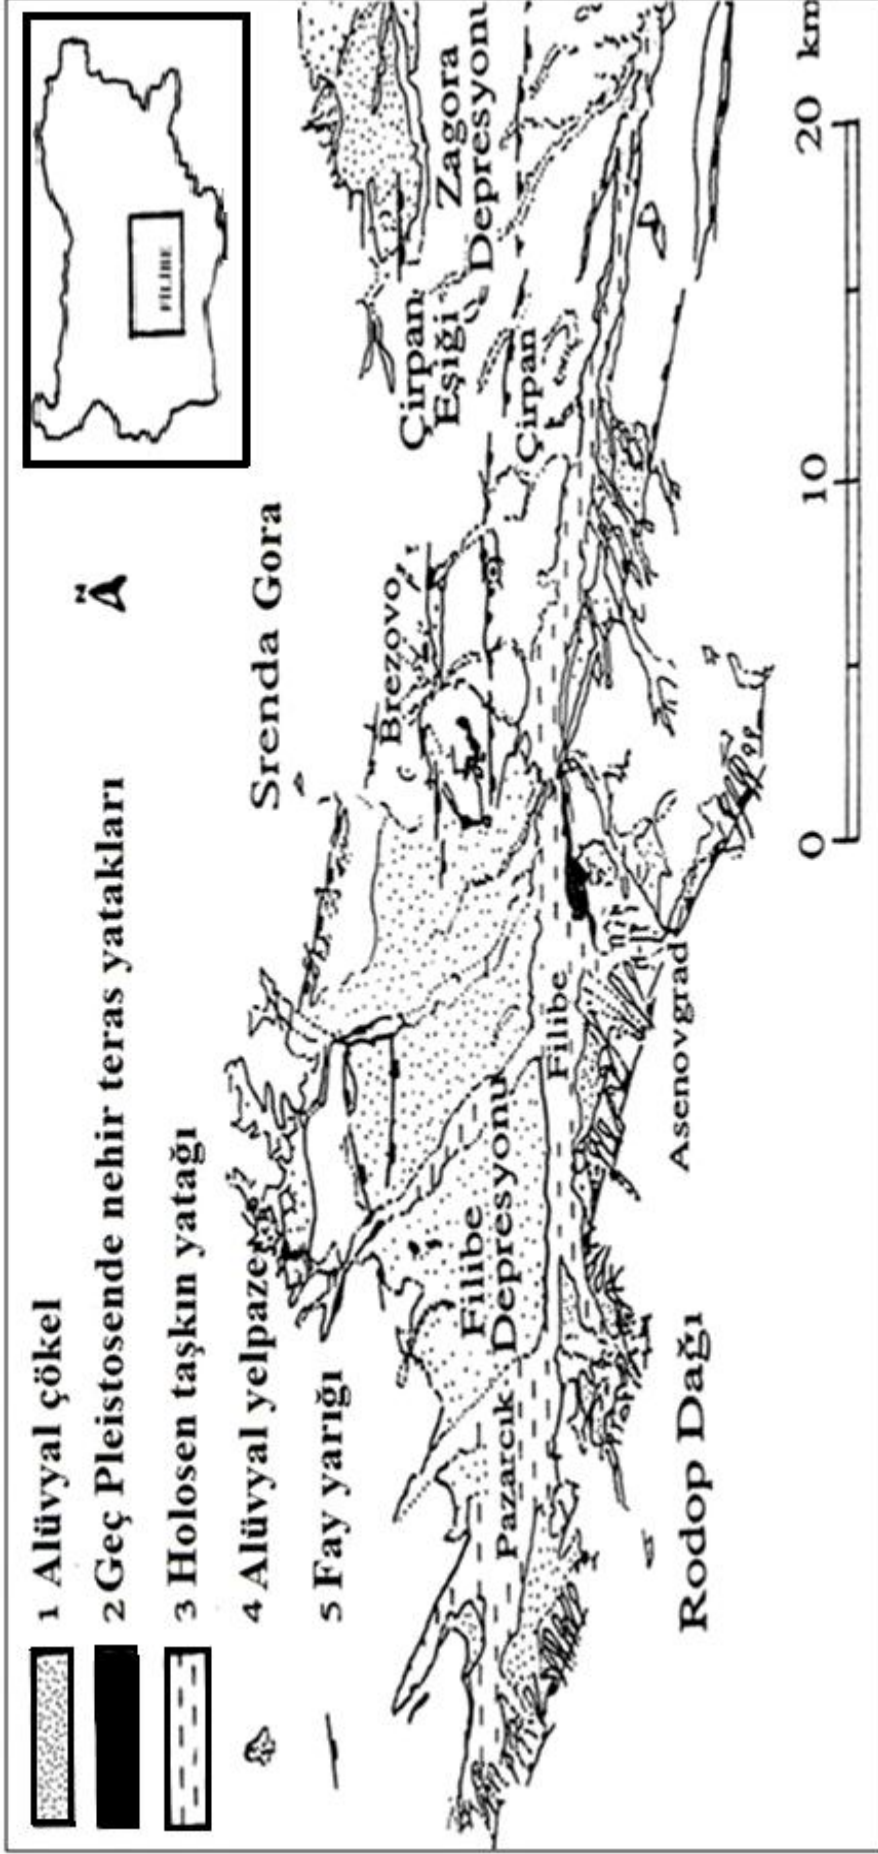 1 Alüvyal çökel
2 Geç Pleistosende nehir teras yatakları
3 Holosen taşkın yatağı
4 Alüvyal yelpaze
5 Fay yarığı
N
FİLİBE
Srenda Gora
Brezovo
Çirpan
Eşiği
Zagora
Depresyonu
Çirpan
Filibe
Depresyonu
Pazarcık
Filibe
Asenovgrad
Rodop Dağı
0 10 20 km